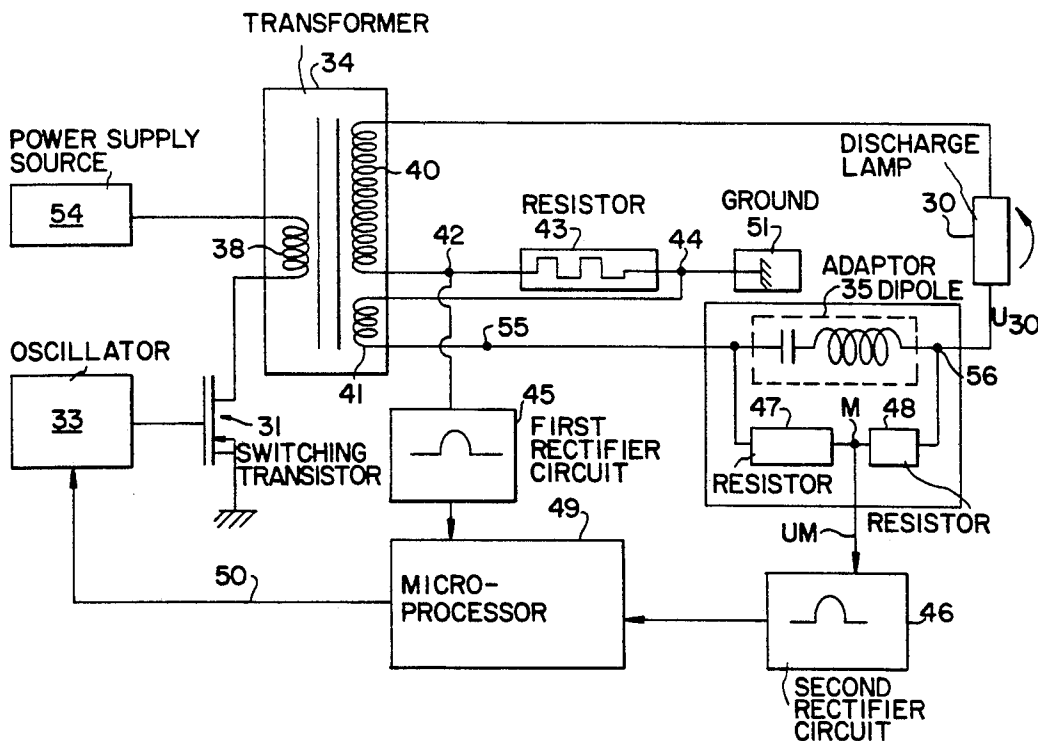 TRANSFORMER
34
POWER SUPPLY
SOURCE
54
38
40
42
RESISTOR
43
44
GROUND
51
DISCHARGE
LAMP
30
ADAPTOR
35 DIPOLE
U30
55
56
41
OSCILLATOR
33
31
SWITCHING
TRANSISTOR
45
FIRST
RECTIFIER
CIRCUIT
47
M
48
RESISTOR
RESISTOR
UM
49
MICRO-
PROCESSOR
50
46
SECOND
RECTIFIER
CIRCUIT